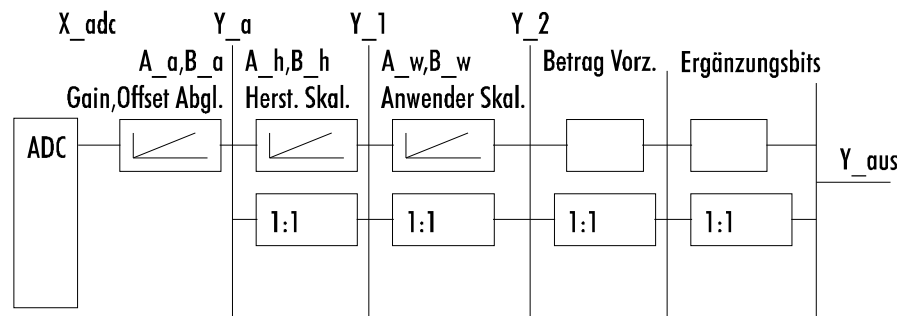 X_adc Y_a Y_1 Y_2
A_a,B_a A_h,B_h A_w,B_w Betrag Vorz. Ergänzungsbits
Gain,Offset Abgl. Herst. Skal. Anwender Skal.
ADC
Y_aus
1:1 1:1 1:1 1:1